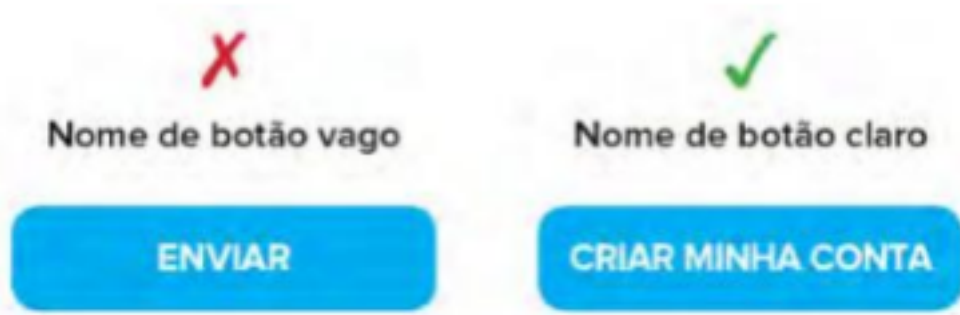 Nome de botão vago
ENVIAR
Nome de botão claro
CRIAR MINHA CONTA